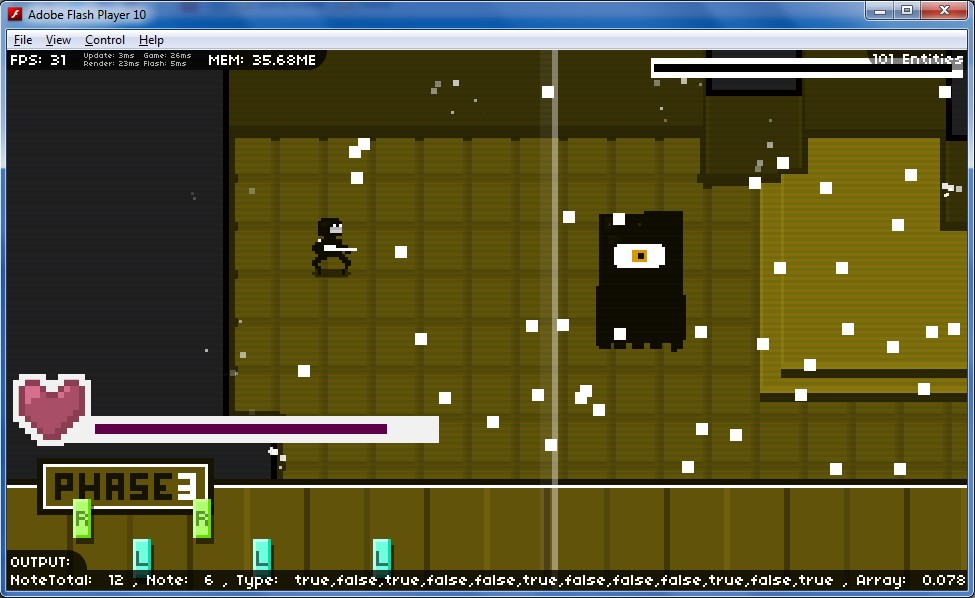 Adobe Flash Player 10
File View Control Help
FPS: 31 Update: 3ms Game: 26ms MEM: 35.68ME 101 Entities
Render: 23ms Flash: 5ms
PHASE3
R R
L L L
OUTPUT:
NoteTotal: 12 , Note: 6 , Type: true,false,true,false,false,true,false,false,false,true,false,true , Array: 0.078